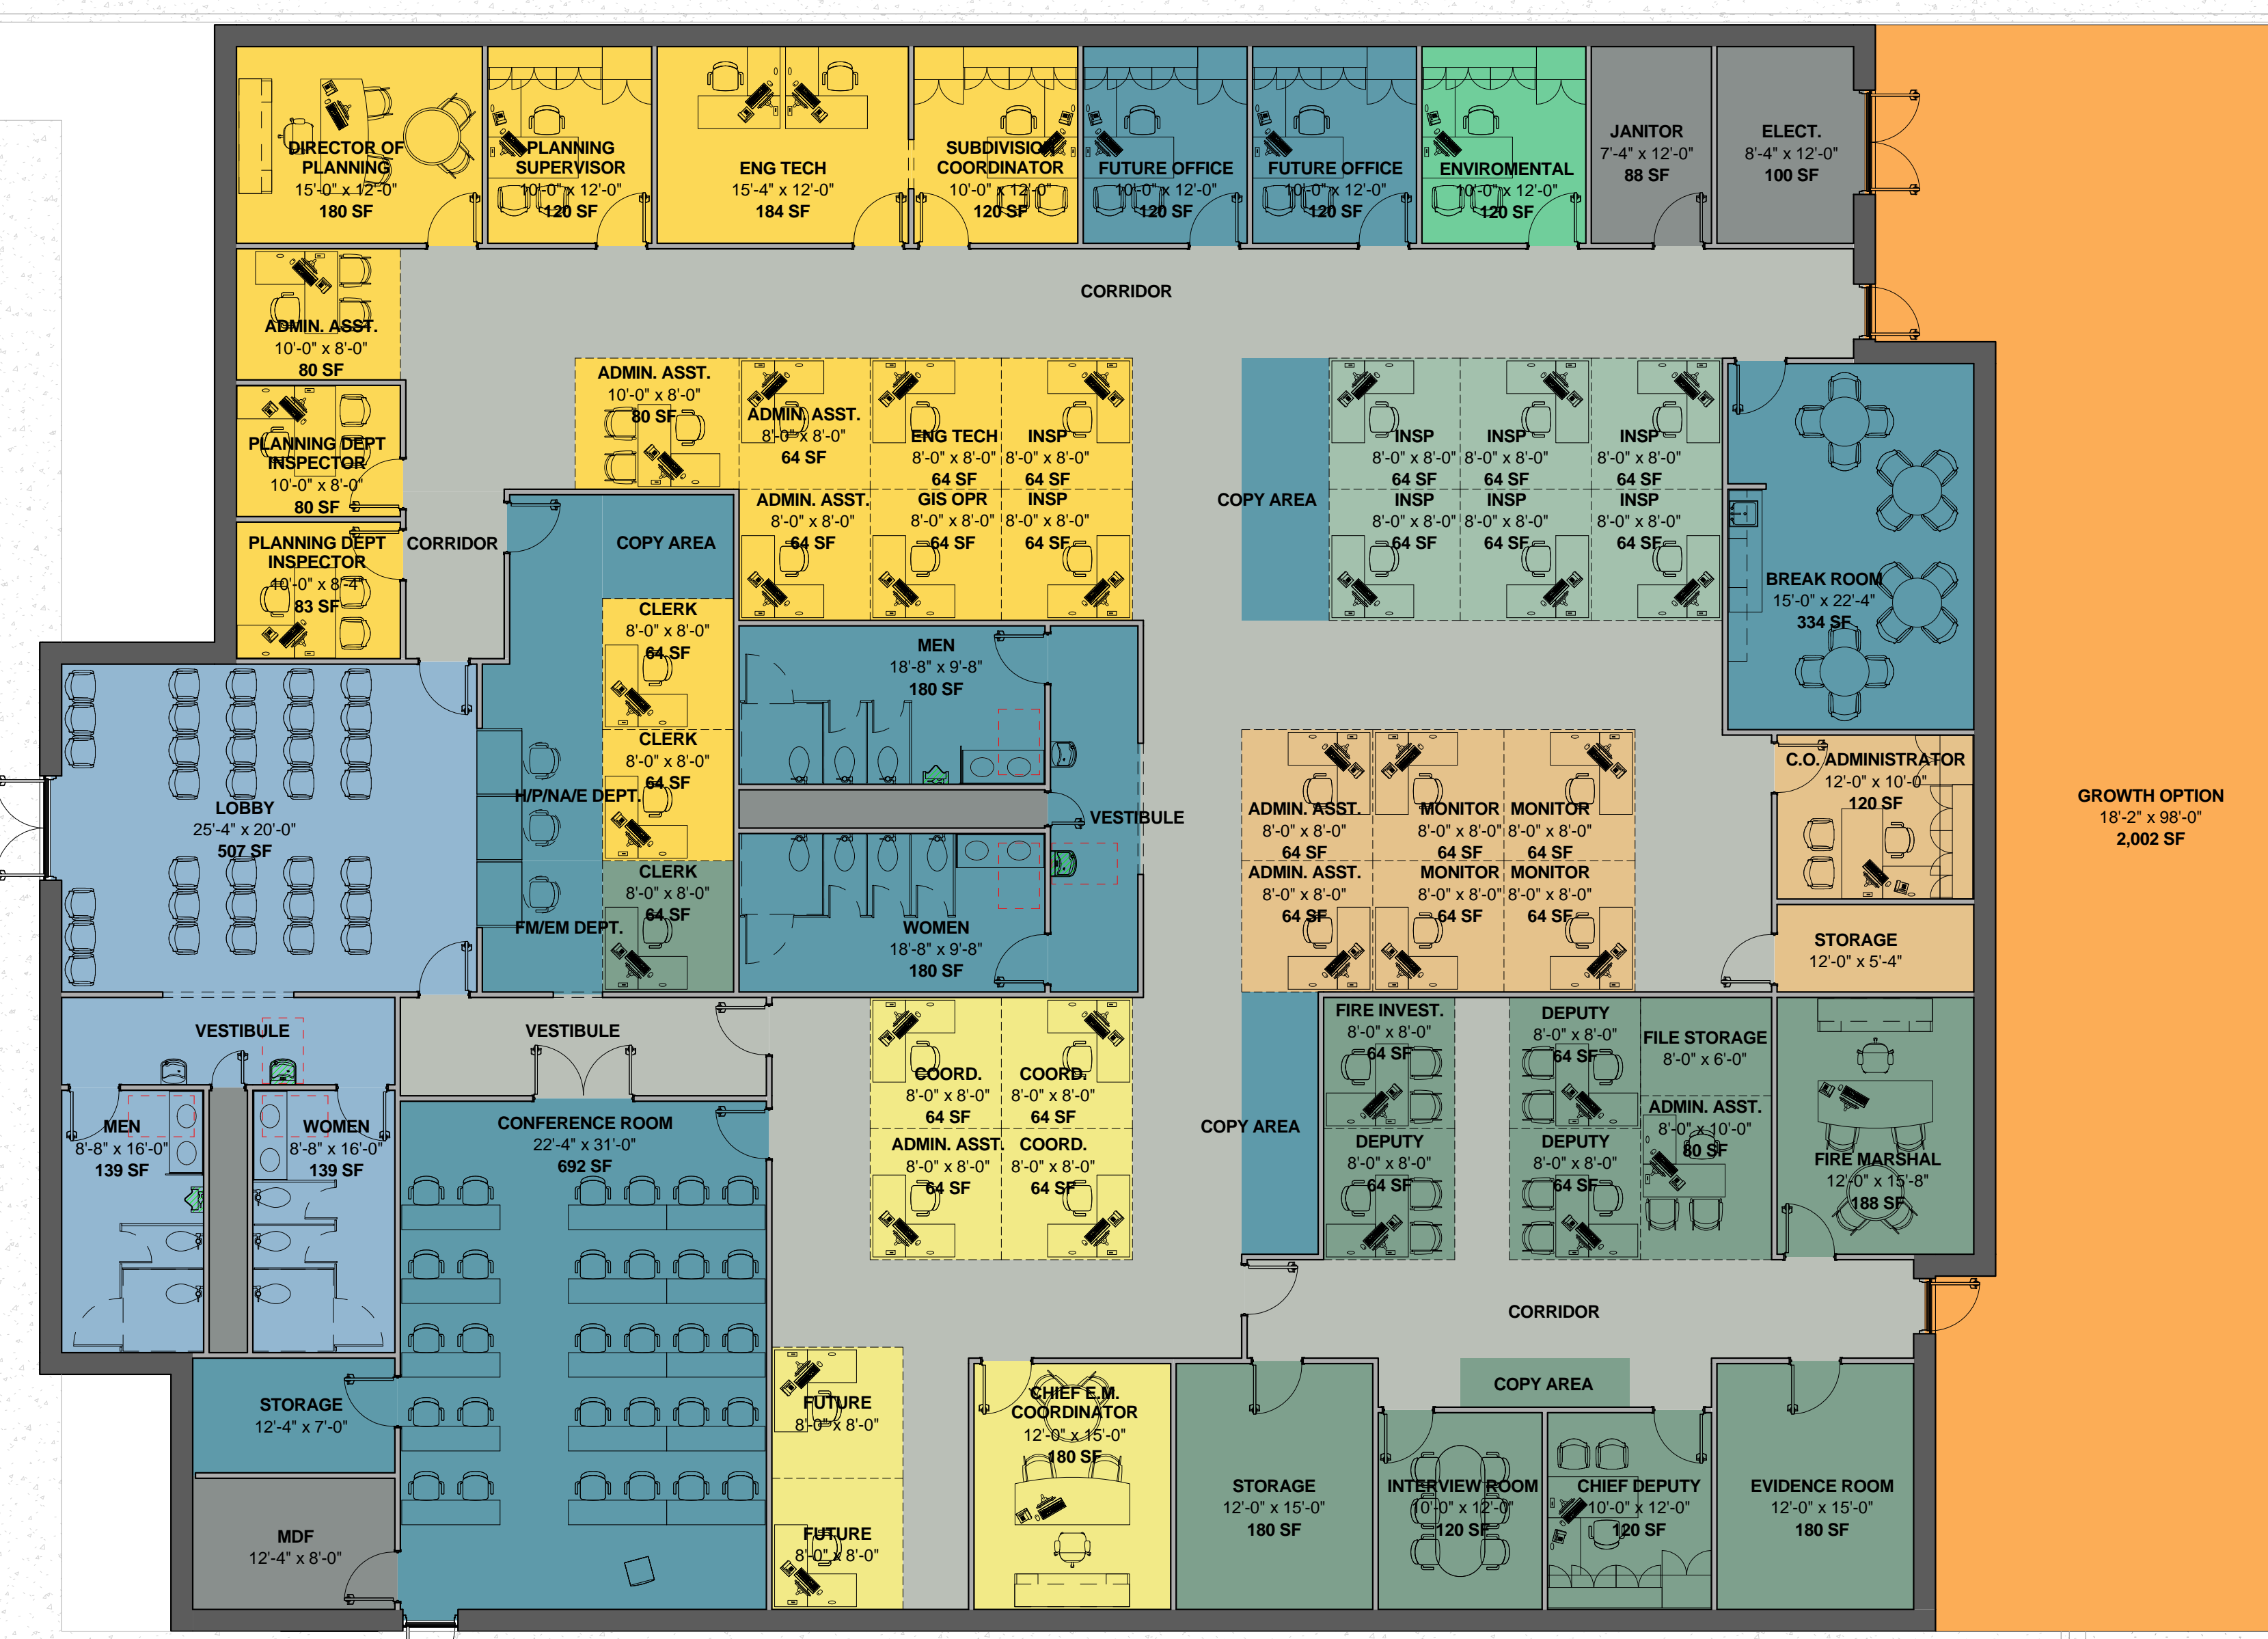 DIRECTOR OF
PLANNING
15'-0" x 12'-0"
180 SF
PLANNING
SUPERVISOR
10'-0" x 12'-0"
120 SF
ENG TECH
15'-4" x 12'-0"
184 SF
SUBDIVISION
COORDINATOR
10'-0" x 12'-0"
120 SF
FUTURE OFFICE
10'-0" x 12'-0"
120 SF
FUTURE OFFICE
10'-0" x 12'-0"
120 SF
ENVIROMENTAL
10'-0" x 12'-0"
120 SF
JANITOR
7'-4" x 12'-0"
88 SF
ELECT.
8'-4" x 12'-0"
100 SF
CORRIDOR
ADMIN. ASST.
10'-0" x 8'-0"
80 SF
PLANNING DEPT
INSPECTOR
10'-0" x 8'-0"
80 SF
PLANNING DEPT
INSPECTOR
10'-0" x 8'-4"
83 SF
CORRIDOR
COPY AREA
ADMIN. ASST.
10'-0" x 8'-0"
80 SF
ADMIN. ASST.
8'-0" x 8'-0"
64 SF
ENG TECH
8'-0" x 8'-0"
64 SF
INSP
8'-0" x 8'-0"
64 SF
ADMIN. ASST.
8'-0" x 8'-0"
64 SF
GIS OPR
8'-0" x 8'-0"
64 SF
INSP
8'-0" x 8'-0"
64 SF
COPY AREA
INSP
8'-0" x 8'-0"
64 SF
INSP
8'-0" x 8'-0"
64 SF
INSP
8'-0" x 8'-0"
64 SF
INSP
8'-0" x 8'-0"
64 SF
INSP
8'-0" x 8'-0"
64 SF
INSP
8'-0" x 8'-0"
64 SF
BREAK ROOM
15'-0" x 22'-4"
334 SF
CLERK
8'-0" x 8'-0"
64 SF
CLERK
8'-0" x 8'-0"
64 SF
H/P/NA/E DEPT.
CLERK
8'-0" x 8'-0"
64 SF
FM/EM DEPT.
MEN
18'-8" x 9'-8"
180 SF
VESTIBULE
WOMEN
18'-8" x 9'-8"
180 SF
LOBBY
25'-4" x 20'-0"
507 SF
ADMIN. ASST.
8'-0" x 8'-0"
64 SF
MONITOR
8'-0" x 8'-0"
64 SF
MONITOR
8'-0" x 8'-0"
64 SF
ADMIN. ASST.
8'-0" x 8'-0"
64 SF
MONITOR
8'-0" x 8'-0"
64 SF
MONITOR
8'-0" x 8'-0"
64 SF
C.O. ADMINISTRATOR
12'-0" x 10'-0"
120 SF
STORAGE
12'-0" x 5'-4"
GROWTH OPTION
18'-2" x 98'-0"
2,002 SF
VESTIBULE
MEN
8'-8" x 16'-0"
139 SF
WOMEN
8'-8" x 16'-0"
139 SF
VESTIBULE
CONFERENCE ROOM
22'-4" x 31'-0"
692 SF
COORD.
8'-0" x 8'-0"
64 SF
COORD.
8'-0" x 8'-0"
64 SF
ADMIN. ASST.
8'-0" x 8'-0"
64 SF
COORD.
8'-0" x 8'-0"
64 SF
COPY AREA
FIRE INVEST.
8'-0" x 8'-0"
64 SF
DEPUTY
8'-0" x 8'-0"
64 SF
FILE STORAGE
8'-0" x 6'-0"
DEPUTY
8'-0" x 8'-0"
64 SF
DEPUTY
8'-0" x 8'-0"
64 SF
ADMIN. ASST.
8'-0" x 10'-0"
80 SF
FIRE MARSHAL
12'-0" x 15'-8"
188 SF
CORRIDOR
COPY AREA
STORAGE
12'-4" x 7'-0"
MDF
12'-4" x 8'-0"
FUTURE
8'-0" x 8'-0"
FUTURE
8'-0" x 8'-0"
CHIEF E.M.
COORDINATOR
12'-0" x 15'-0"
180 SF
STORAGE
12'-0" x 15'-0"
180 SF
INTERVIEW ROOM
10'-0" x 12'-0"
120 SF
CHIEF DEPUTY
10'-0" x 12'-0"
120 SF
EVIDENCE ROOM
12'-0" x 15'-0"
180 SF